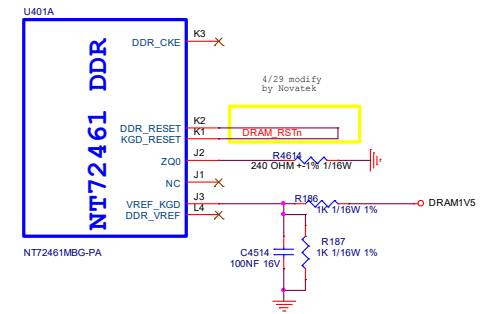 U401A
NT72461 DDR
DDR_CKE
K3
4/29 modify
by Novatek
DDR_RESET
K2
KGD_RESET
K1
DRAM_RSTn
ZQ0
J2
R4614
240 OHM +-1% 1/16W
NC
J1
VREF_KGD
J3
DDR_VREF
L4
R186
1K 1/16W 1%
DRAM1V5
C4514
100NF 16V
R187
1K 1/16W 1%
NT72461MBG-PA